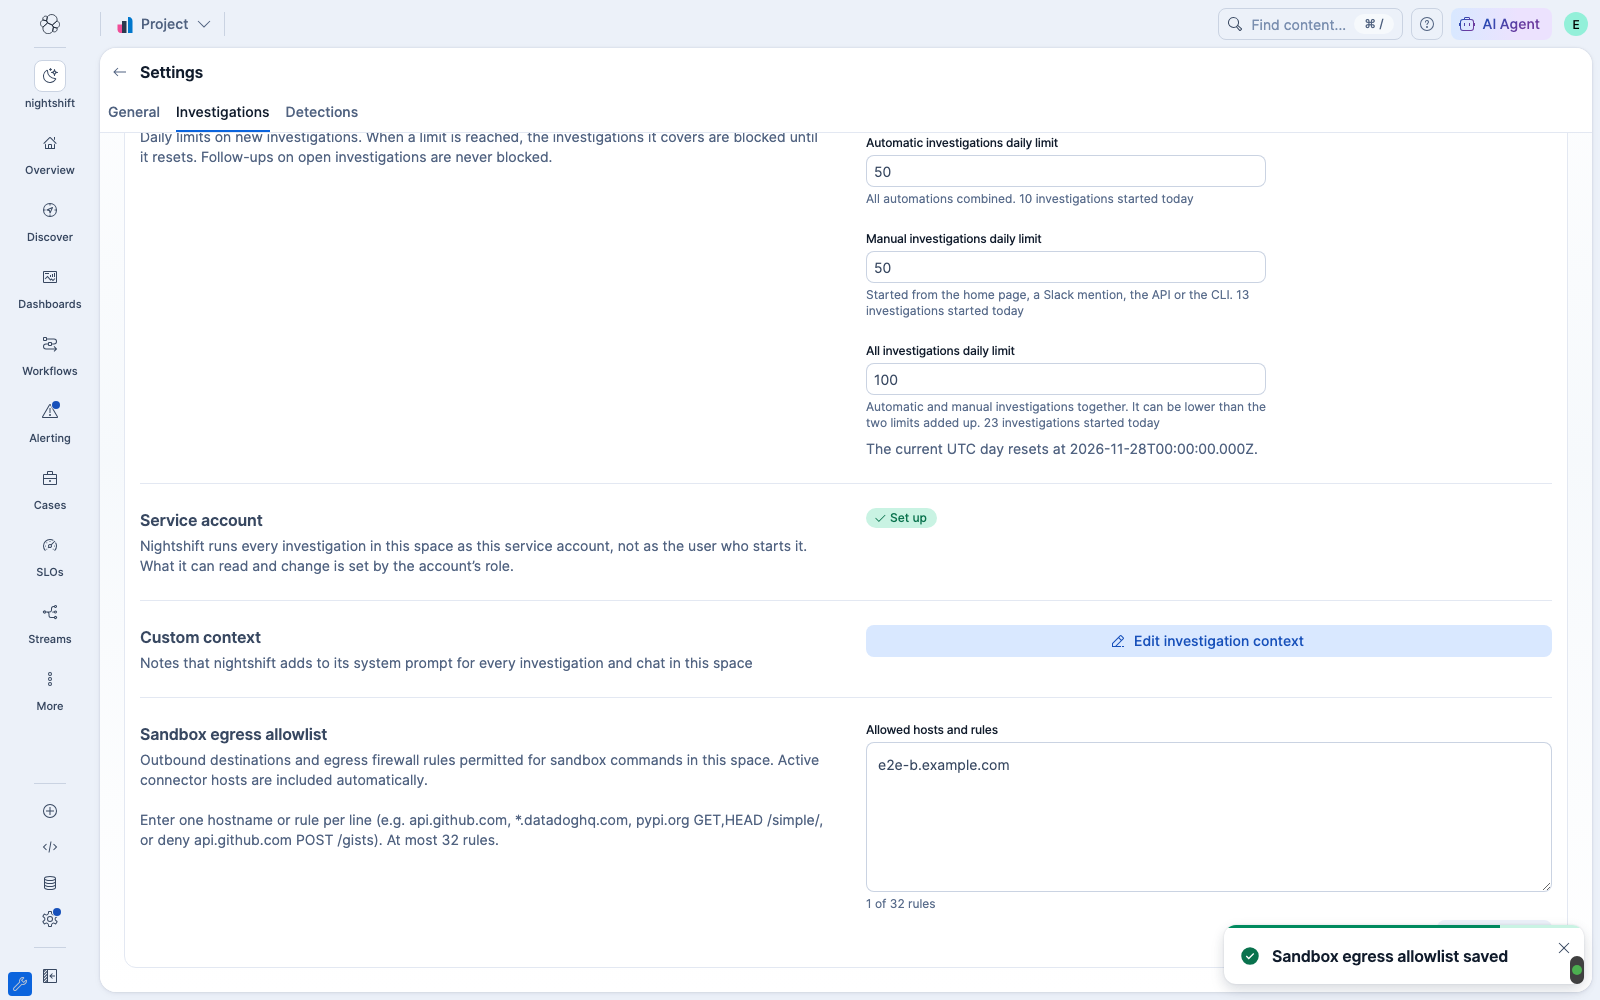 Project
Find content...
⌘ /
AI Agent
E
nightshift
Overview
Discover
Dashboards
Workflows
Alerting
Cases
SLOs
Streams
More
Settings
General
Investigations
Detections
Daily limits on new investigations. When a limit is reached, the investigations it covers are blocked until
it resets. Follow-ups on open investigations are never blocked.
Automatic investigations daily limit
50
All automations combined. 10 investigations started today
Manual investigations daily limit
50
Started from the home page, a Slack mention, the API or the CLI. 13
investigations started today
All investigations daily limit
100
Automatic and manual investigations together. It can be lower than the
two limits added up. 23 investigations started today
The current UTC day resets at 2026-11-28T00:00:00.000Z.
Service account
Nightshift runs every investigation in this space as this service account, not as the user who starts it.
What it can read and change is set by the account’s role.
Set up
Custom context
Notes that nightshift adds to its system prompt for every investigation and chat in this space
Edit investigation context
Sandbox egress allowlist
Outbound destinations and egress firewall rules permitted for sandbox commands in this space. Active
connector hosts are included automatically.
Enter one hostname or rule per line (e.g. api.github.com, *.datadoghq.com, pypi.org GET,HEAD /simple/,
or deny api.github.com POST /gists). At most 32 rules.
Allowed hosts and rules
e2e-b.example.com
1 of 32 rules
Sandbox egress allowlist saved